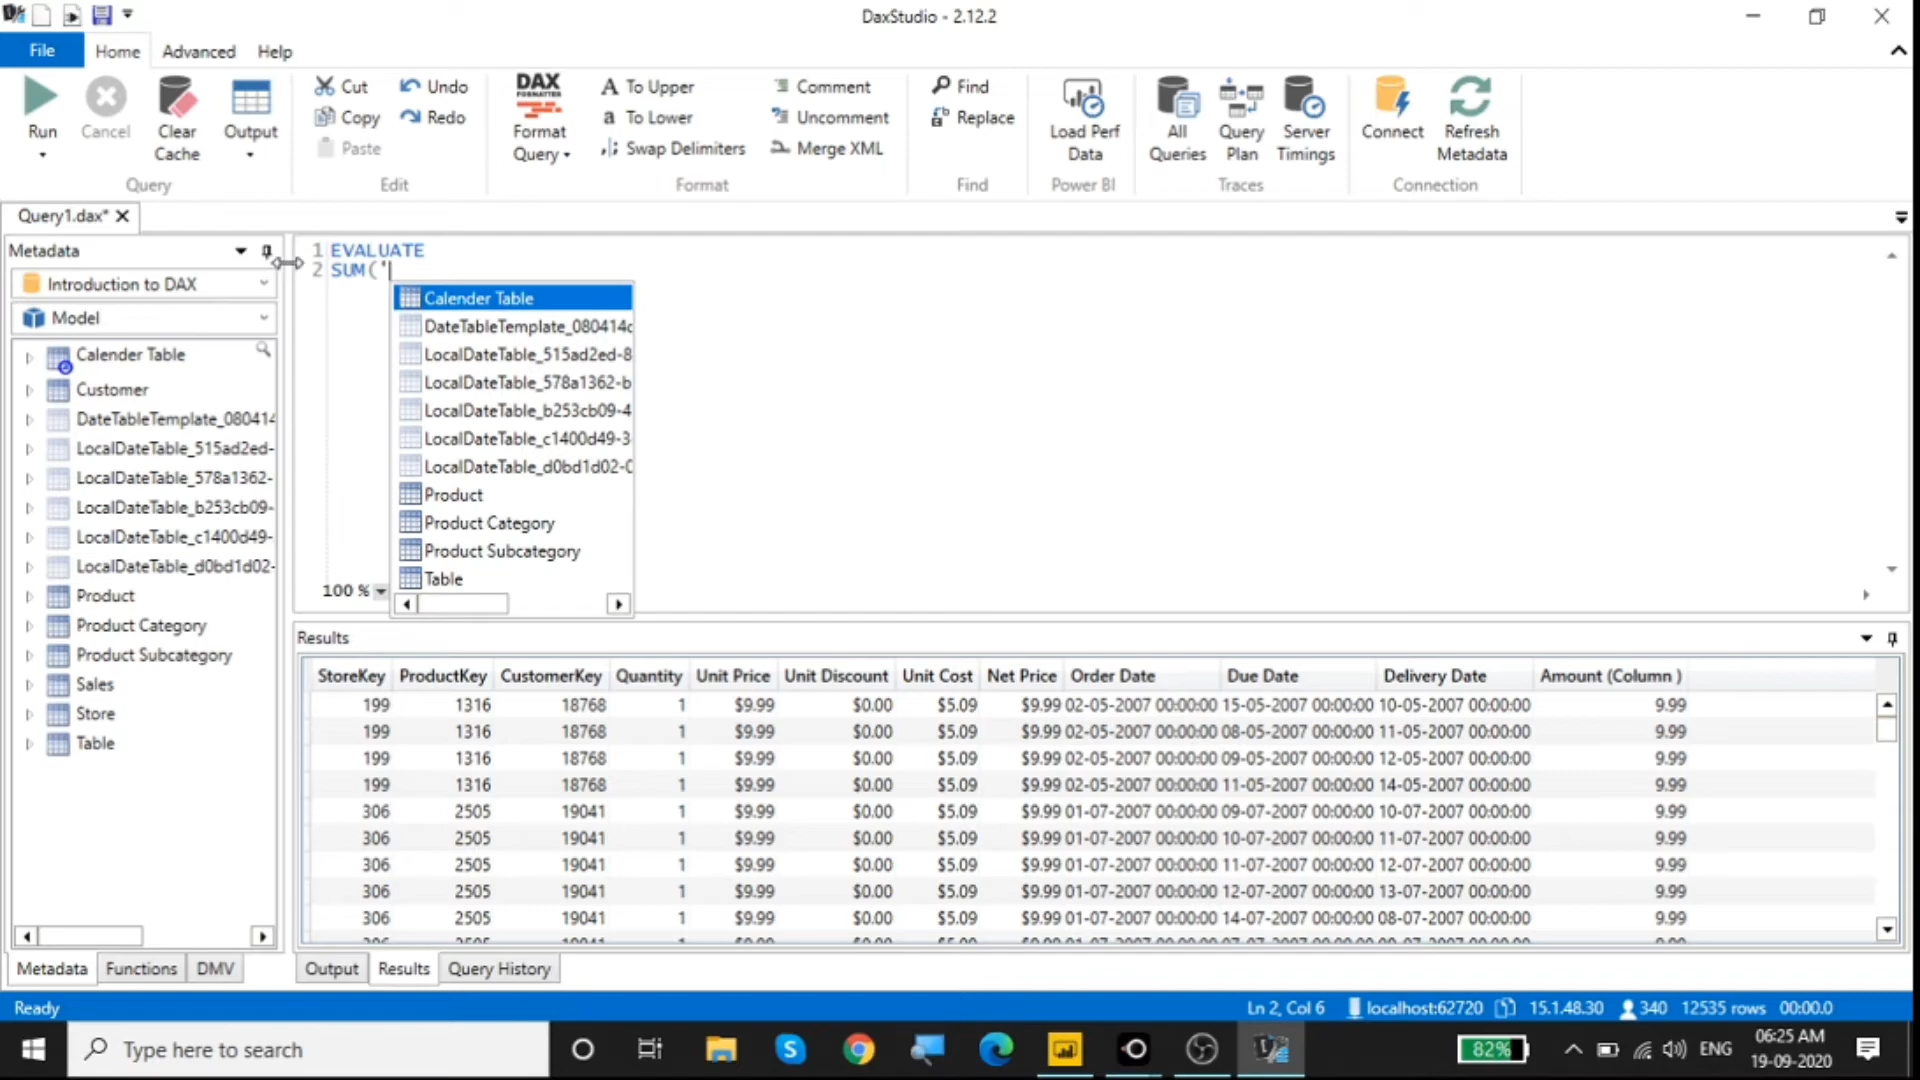 DaxStudio - 2.12.2
File Home Advanced Help
Run
Cancel
Clear Cache
Output
Query
Cut
Copy
Paste
Undo
Redo
Edit
DAX FORMATTER
Format Query
To Upper
To Lower
Swap Delimiters
Comment
Uncomment
Merge XML
Format
Find
Replace
Find
Load Perf Data
Power BI
All Queries
Query Plan
Server Timings
Traces
Connect
Refresh Metadata
Connection
Query1.dax*
Metadata
Introduction to DAX
Model
Calender Table
Customer
DateTableTemplate_080414
LocalDateTable_515ad2ed-
LocalDateTable_578a1362-
LocalDateTable_b253cb09-
LocalDateTable_c1400d49-
LocalDateTable_d0bd1d02-
Product
Product Category
Product Subcategory
Sales
Store
Table
Metadata Functions DMV
1 EVALUATE
2 SUM('
Calender Table
DateTableTemplate_080414c
LocalDateTable_515ad2ed-8
LocalDateTable_578a1362-b
LocalDateTable_b253cb09-4
LocalDateTable_c1400d49-3
LocalDateTable_d0bd1d02-0
Product
Product Category
Product Subcategory
Table
100 %
Results
StoreKey ProductKey CustomerKey Quantity Unit Price Unit Discount Unit Cost Net Price Order Date Due Date Delivery Date Amount (Column )
199 1316 18768 1 $9.99 $0.00 $5.09 $9.99 02-05-2007 00:00:00 15-05-2007 00:00:00 10-05-2007 00:00:00 9.99
199 1316 18768 1 $9.99 $0.00 $5.09 $9.99 02-05-2007 00:00:00 08-05-2007 00:00:00 11-05-2007 00:00:00 9.99
199 1316 18768 1 $9.99 $0.00 $5.09 $9.99 02-05-2007 00:00:00 09-05-2007 00:00:00 12-05-2007 00:00:00 9.99
199 1316 18768 1 $9.99 $0.00 $5.09 $9.99 02-05-2007 00:00:00 11-05-2007 00:00:00 14-05-2007 00:00:00 9.99
306 2505 19041 1 $9.99 $0.00 $5.09 $9.99 01-07-2007 00:00:00 09-07-2007 00:00:00 10-07-2007 00:00:00 9.99
306 2505 19041 1 $9.99 $0.00 $5.09 $9.99 01-07-2007 00:00:00 10-07-2007 00:00:00 11-07-2007 00:00:00 9.99
306 2505 19041 1 $9.99 $0.00 $5.09 $9.99 01-07-2007 00:00:00 11-07-2007 00:00:00 12-07-2007 00:00:00 9.99
306 2505 19041 1 $9.99 $0.00 $5.09 $9.99 01-07-2007 00:00:00 12-07-2007 00:00:00 13-07-2007 00:00:00 9.99
306 2505 19041 1 $9.99 $0.00 $5.09 $9.99 01-07-2007 00:00:00 14-07-2007 00:00:00 08-07-2007 00:00:00 9.99
Output Results Query History
Ready
Ln 2, Col 6 localhost:62720 15.1.48.30 340 12535 rows 00:00.0
Type here to search
82%
ENG
06:25 AM
19-09-2020